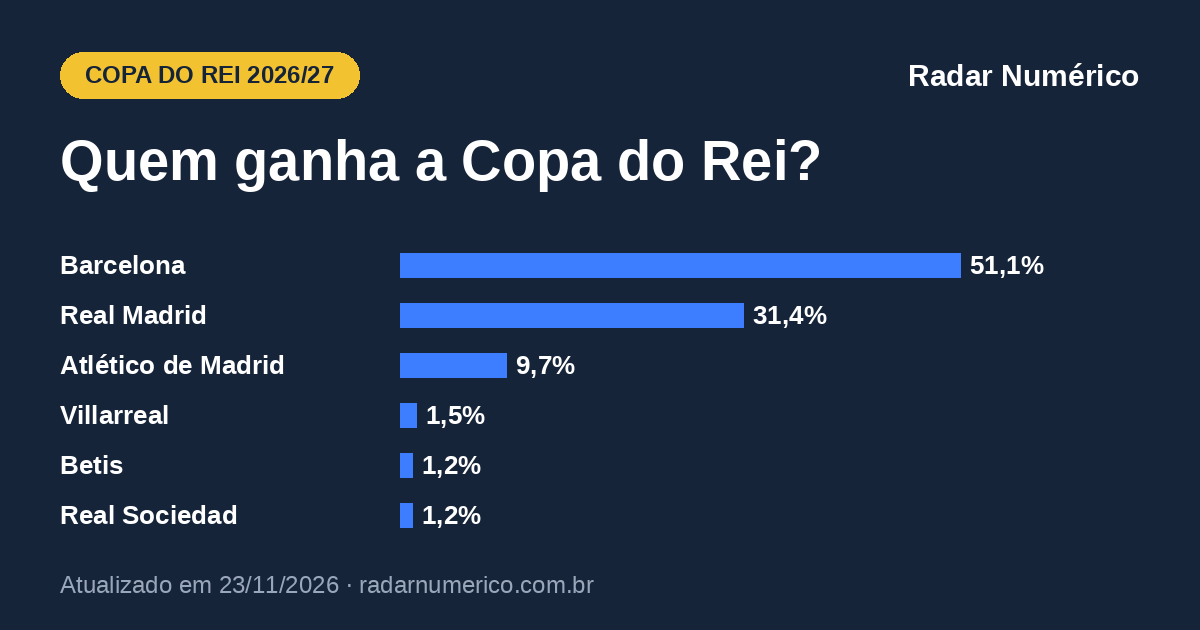 COPA DO REI 2026/27
Radar Numérico
Quem ganha a Copa do Rei?
Barcelona 51,1%
Real Madrid 31,4%
Atlético de Madrid 9,7%
Villarreal 1,5%
Betis 1,2%
Real Sociedad 1,2%
Atualizado em 23/11/2026 · radarnumerico.com.br